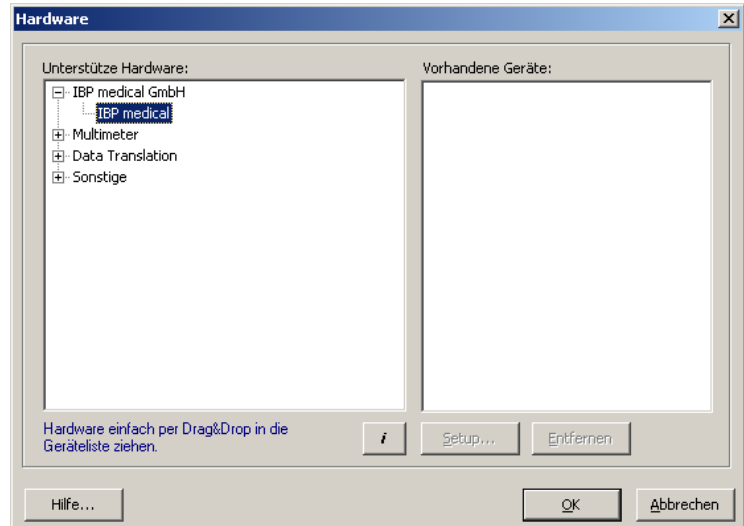 Hardware
Unterstütze Hardware:
IBP medical GmbH
IBP medical
Multimeter
Data Translation
Sonstige
Vorhandene Geräte:
Hardware einfach per Drag&Drop in die
Geräteliste ziehen.
i
Setup...
Entfernen
Hilfe...
OK
Abbrechen